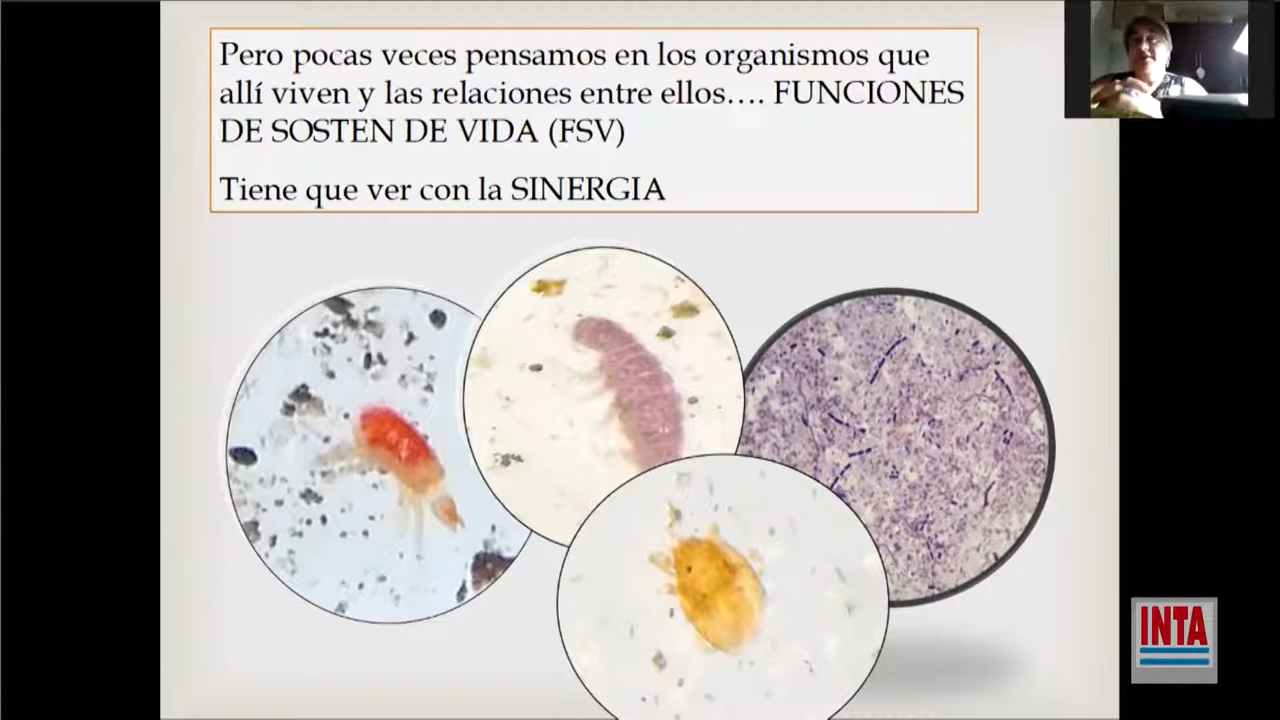 Pero pocas veces pensamos en los organismos que
allí viven y las relaciones entre ellos.... FUNCIONES
DE SOSTEN DE VIDA (FSV)
Tiene que ver con la SINERGIA
INTA